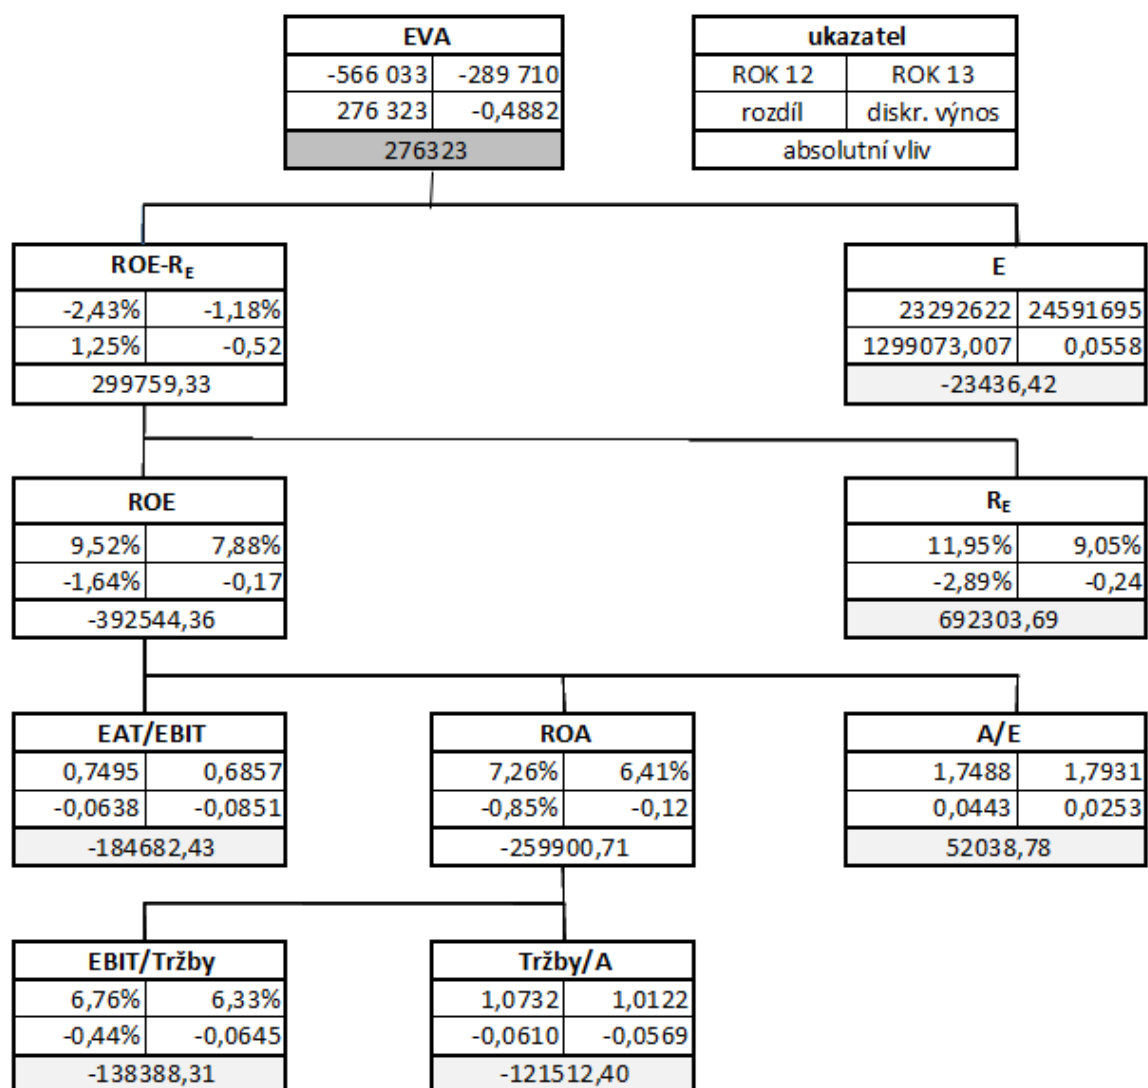 EVA
-566 033 -289 710
276 323 -0,4882
276323
ukazatel
ROK 12 ROK 13
rozdíl diskr. výnos
absolutní vliv
ROE-RE
-2,43% -1,18%
1,25% -0,52
299759,33
E
23292622 24591695
1299073,007 0,0558
-23436,42
ROE
9,52% 7,88%
-1,64% -0,17
-392544,36
RE
11,95% 9,05%
-2,89% -0,24
692303,69
EAT/EBIT
0,7495 0,6857
-0,0638 -0,0851
-184682,43
ROA
7,26% 6,41%
-0,85% -0,12
-259900,71
A/E
1,7488 1,7931
0,0443 0,0253
52038,78
EBIT/Tržby
6,76% 6,33%
-0,44% -0,0645
-138388,31
Tržby/A
1,0732 1,0122
-0,0610 -0,0569
-121512,40